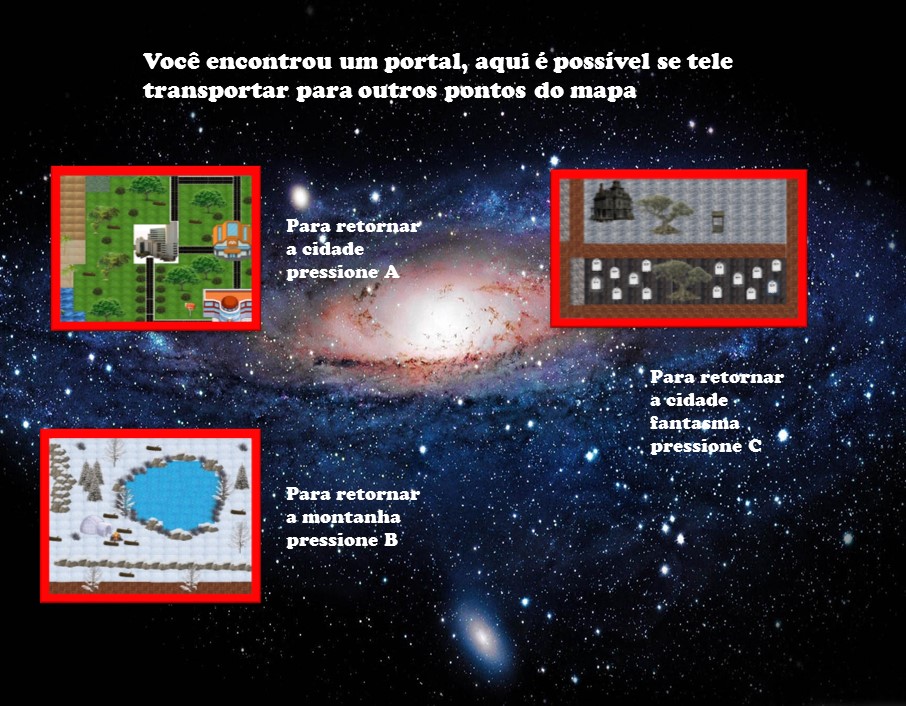 Você encontrou um portal, aqui é possível se tele
transportar para outros pontos do mapa
Para retornar
a cidade
pressione A
Para retornar
a cidade
fantasma
pressione C
Para retornar
a montanha
pressione B